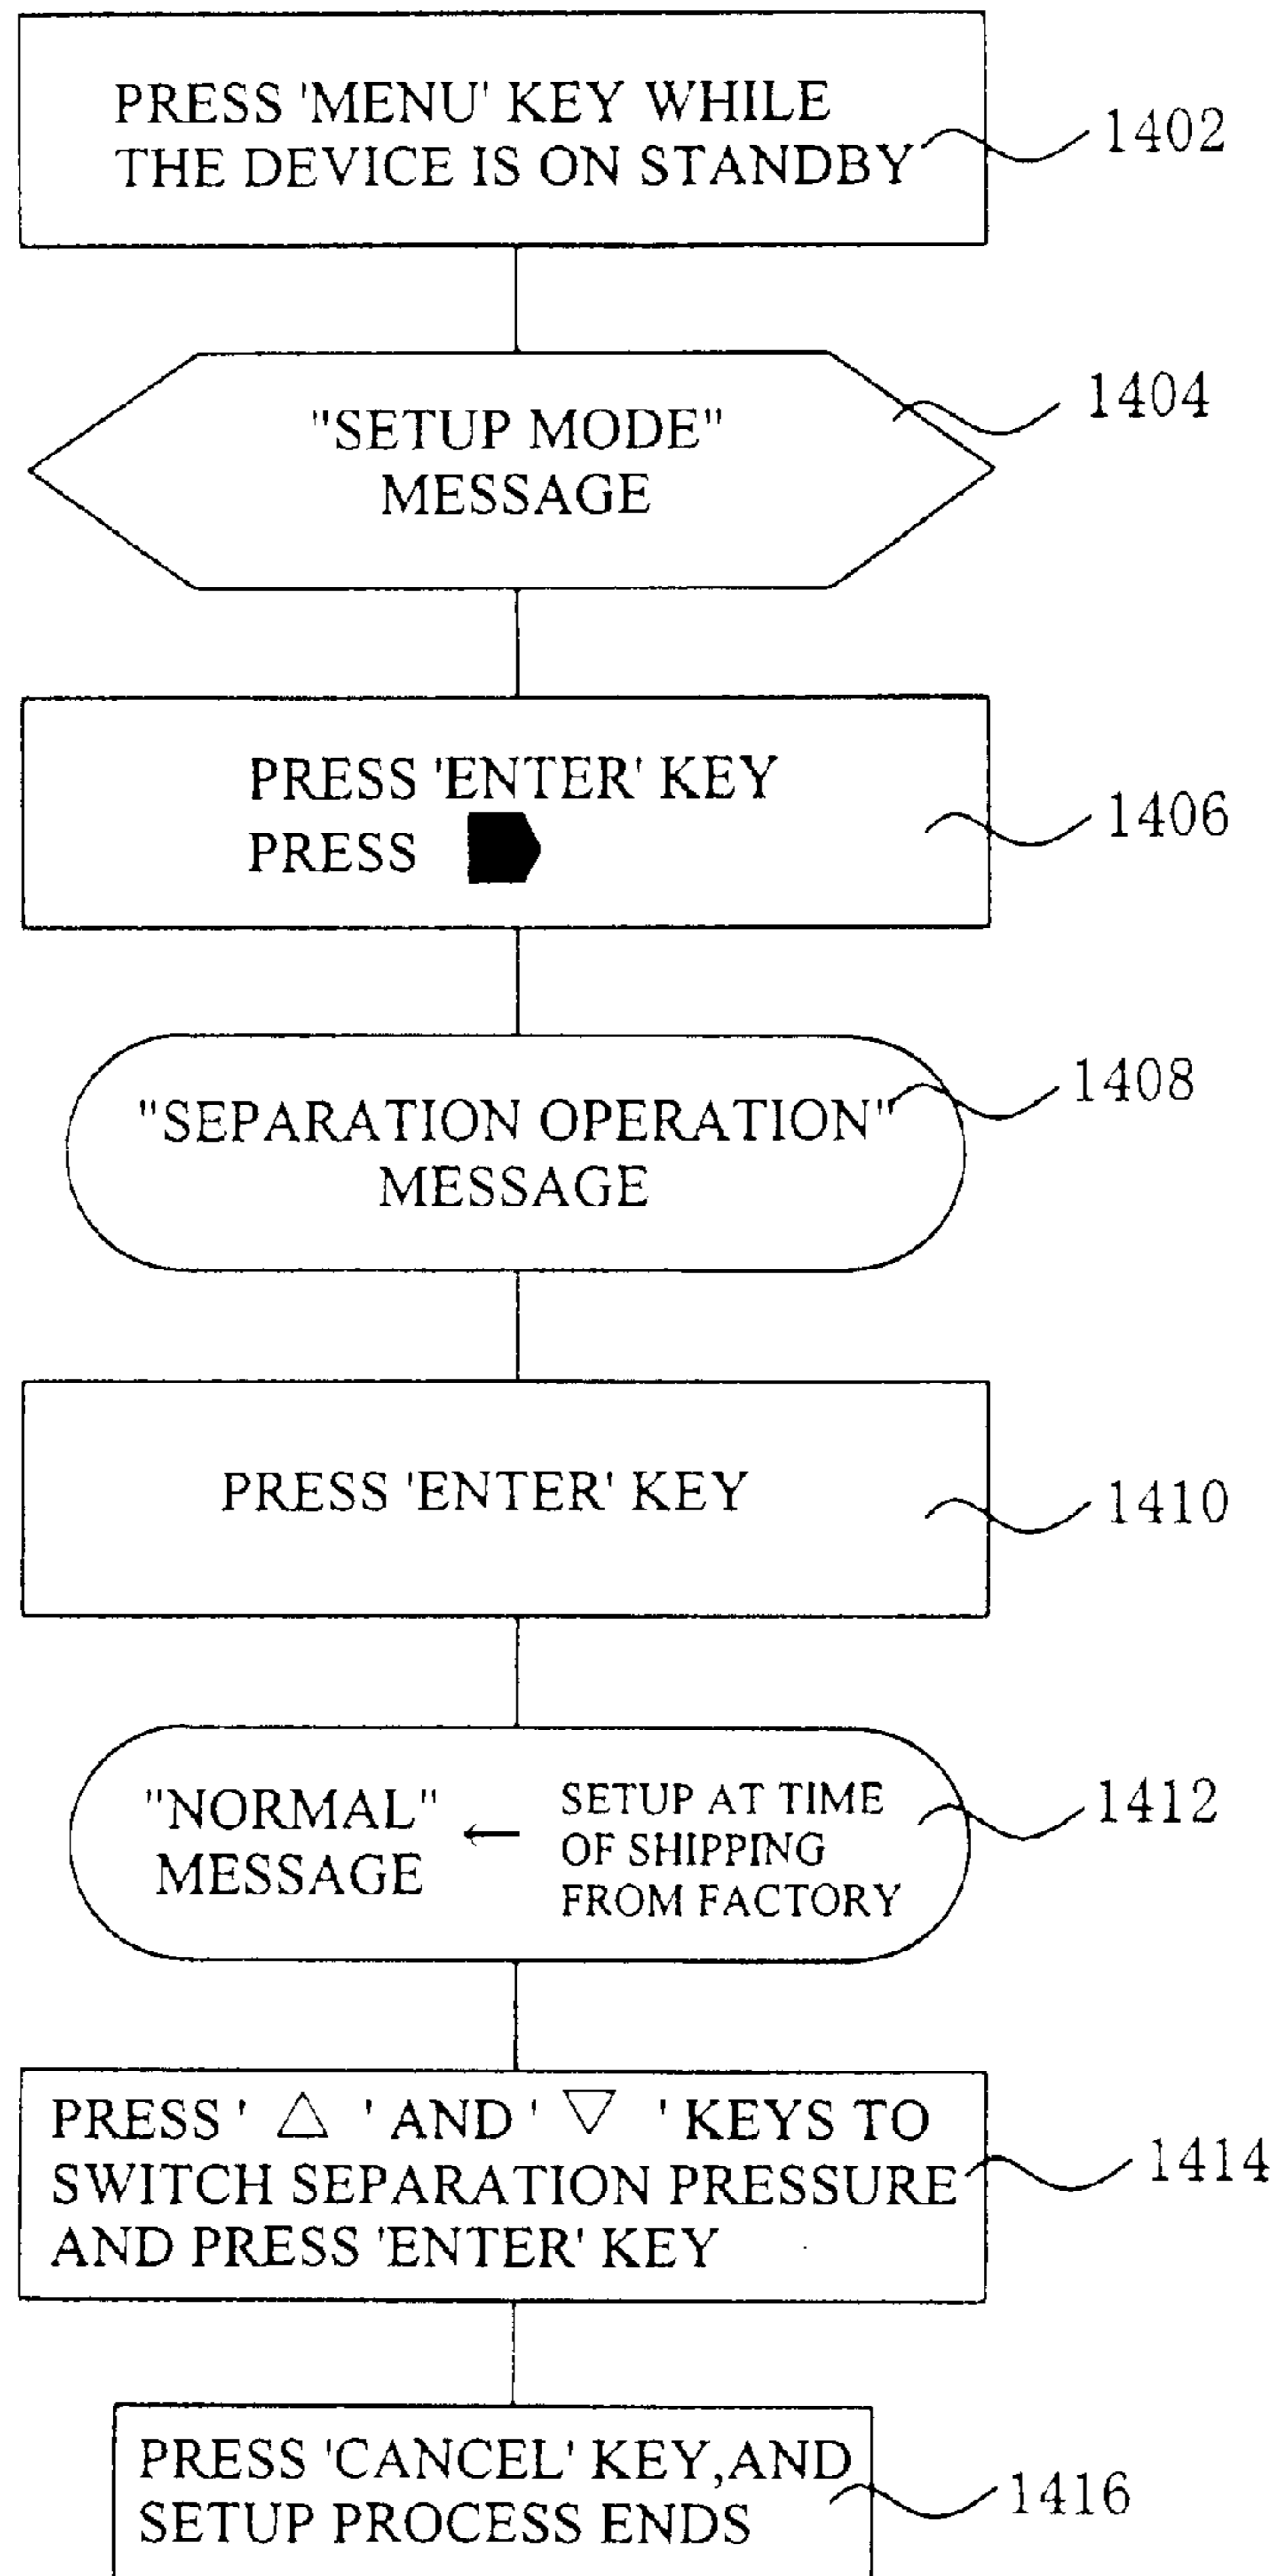 PRESS 'MENU' KEY WHILE
THE DEVICE IS ON STANDBY
1402
"SETUP MODE"
MESSAGE
1404
PRESS 'ENTER' KEY
PRESS
1406
"SEPARATION OPERATION"
MESSAGE
1408
PRESS 'ENTER' KEY
1410
"NORMAL"
MESSAGE
←
SETUP AT TIME
OF SHIPPING
FROM FACTORY
1412
PRESS ' △ ' AND ' ▽ ' KEYS TO
SWITCH SEPARATION PRESSURE
AND PRESS 'ENTER' KEY
1414
PRESS 'CANCEL' KEY,AND
SETUP PROCESS ENDS
1416